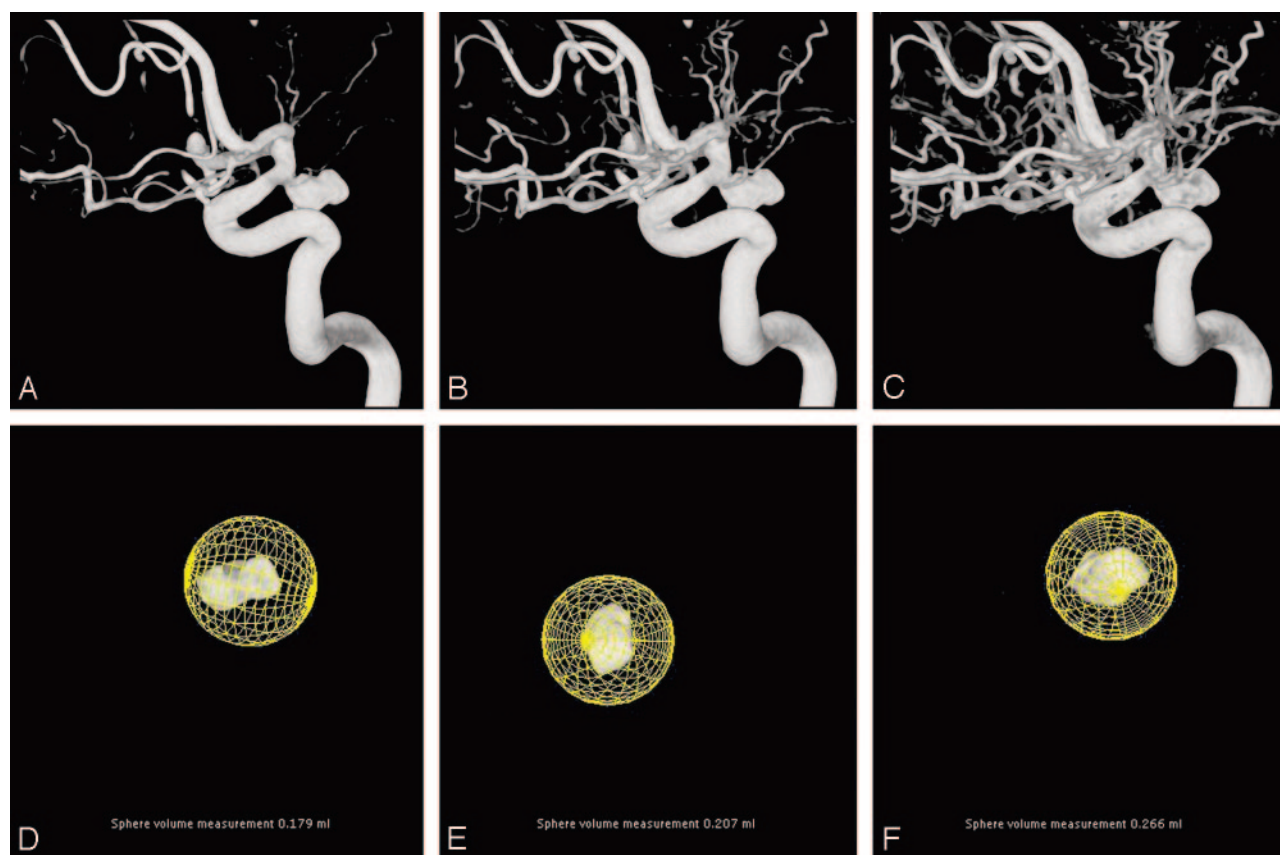 A
B
C
D
Sphere volume measurement 0.179 ml
E
Sphere volume measurement 0.207 ml
F
Sphere volume measurement 0.266 ml